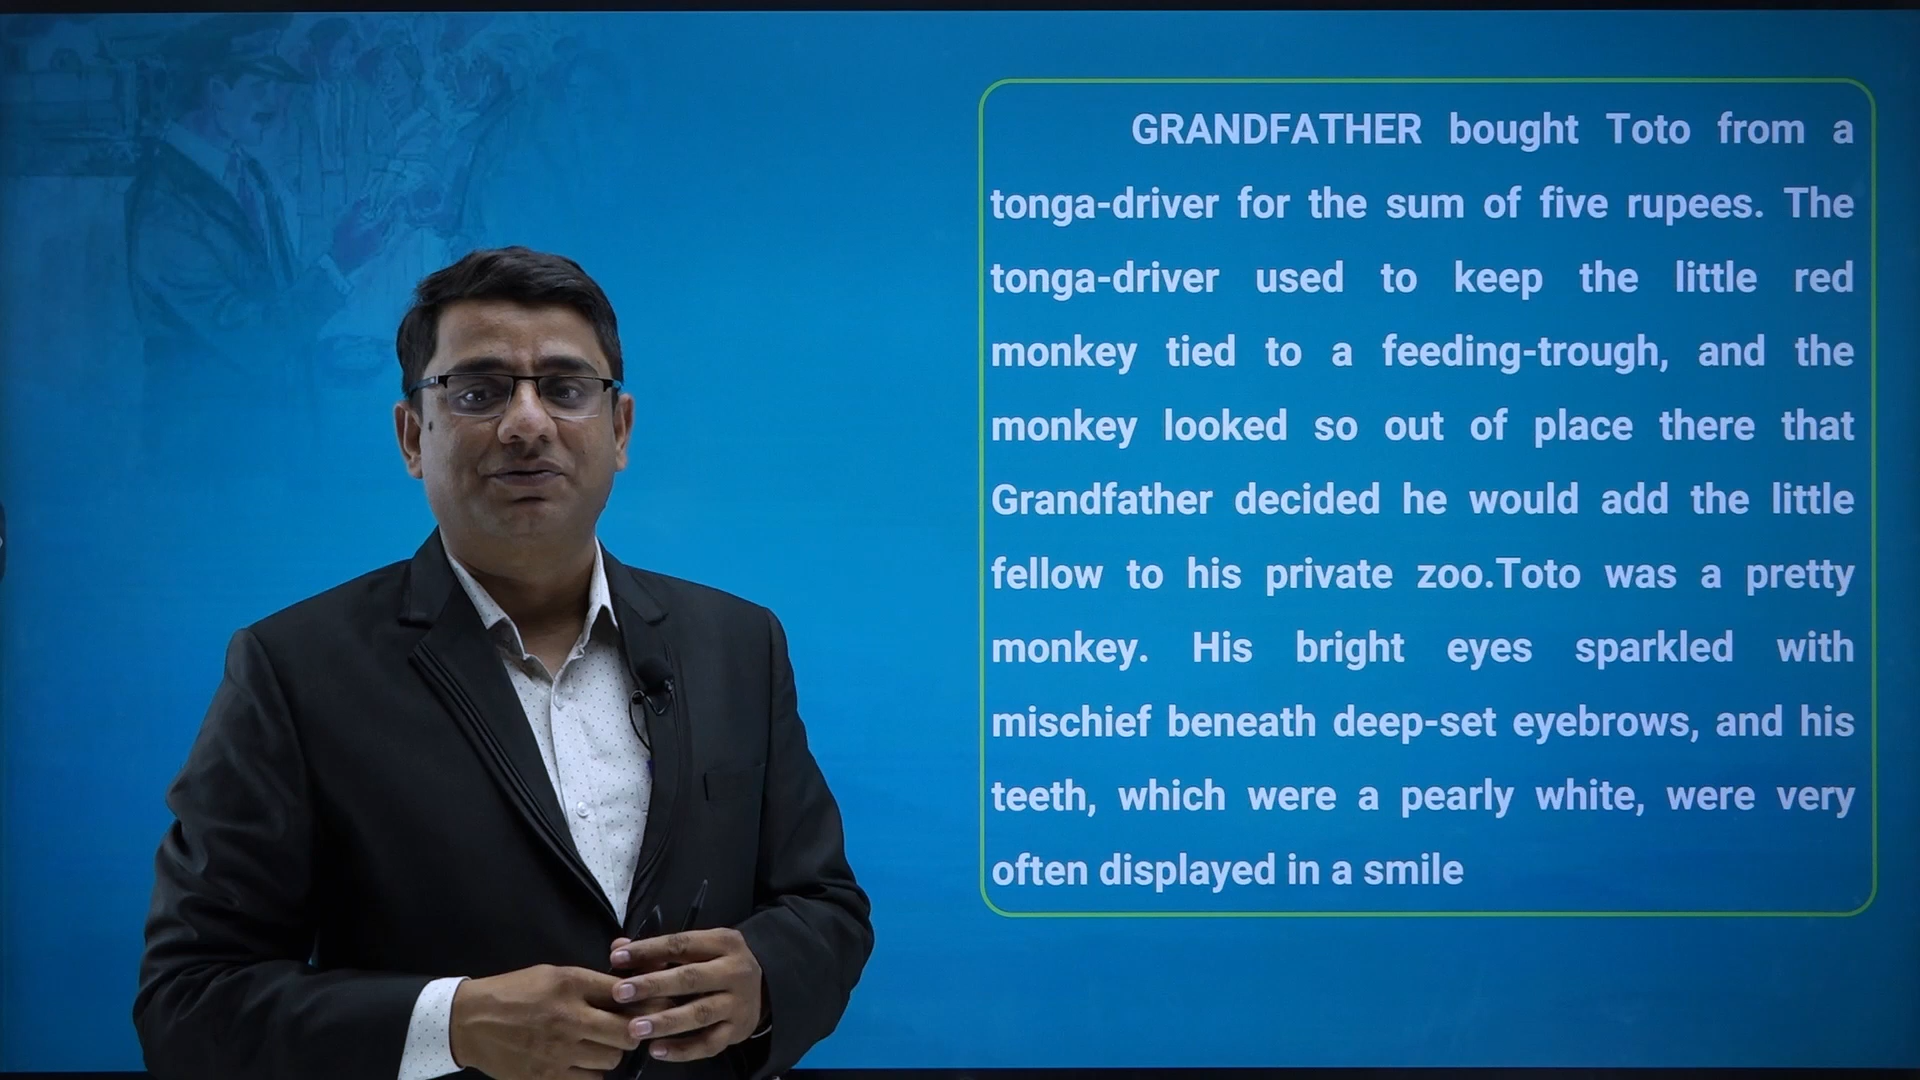 GRANDFATHER bought Toto from a
tonga-driver for the sum of five rupees. The
tonga-driver used to keep the little red
monkey tied to a feeding-trough, and the
monkey looked so out of place there that
Grandfather decided he would add the little
fellow to his private zoo.Toto was a pretty
monkey. His bright eyes sparkled with
mischief beneath deep-set eyebrows, and his
teeth, which were a pearly white, were very
often displayed in a smile